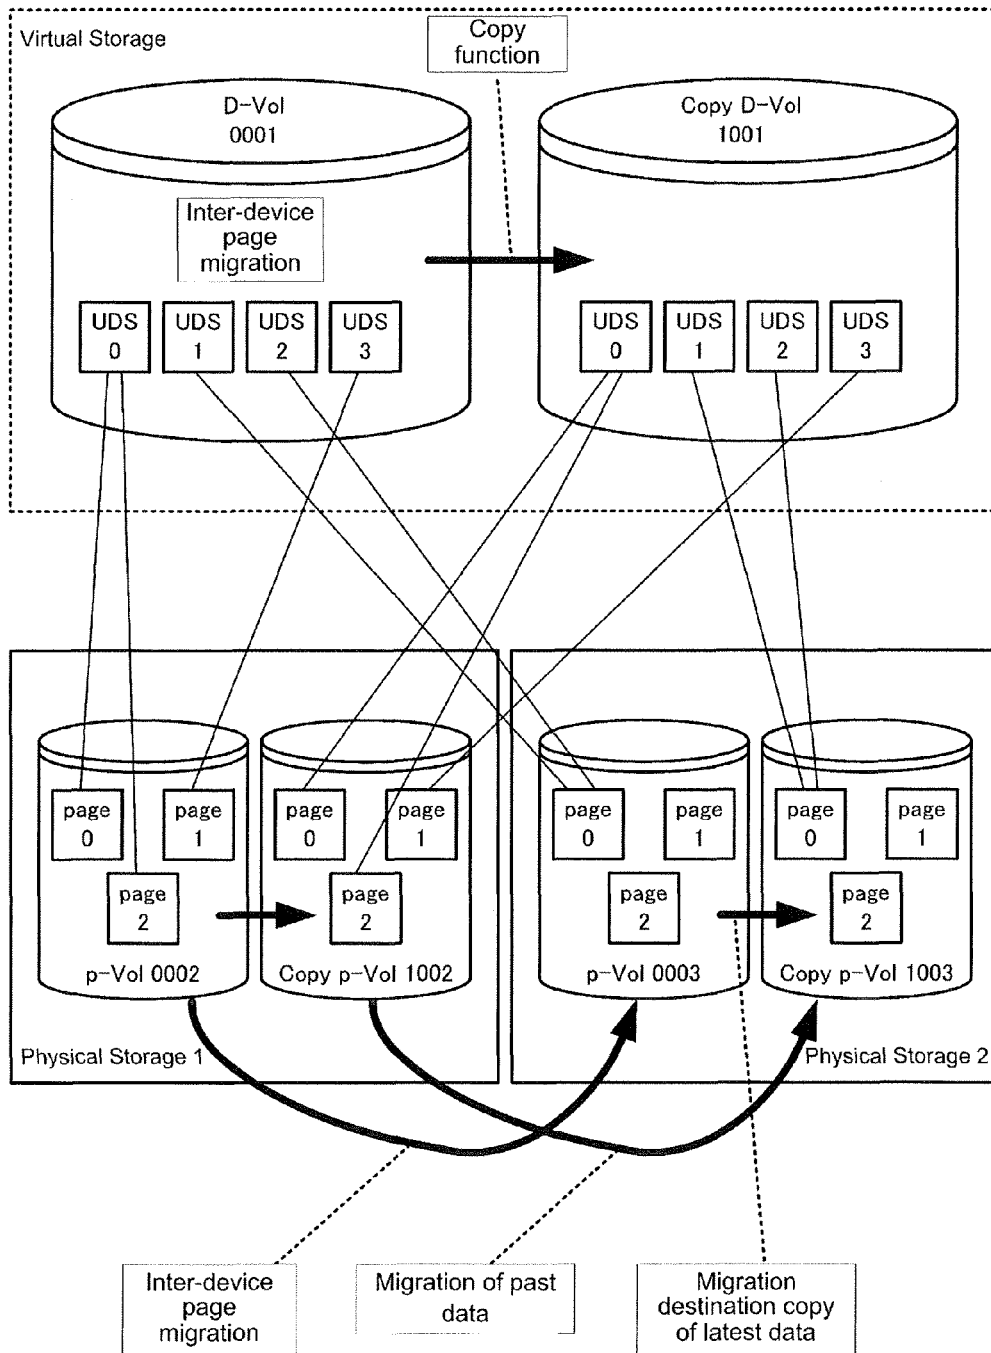 Virtual Storage
Copy
function
D-Vol
0001
Copy D-Vol
1001
Inter-device
page
migration
UDS
0
UDS
1
UDS
2
UDS
3
UDS
0
UDS
1
UDS
2
UDS
3
page
0
page
1
page
2
p-Vol 0002
page
0
page
1
page
2
Copy p-Vol 1002
page
0
page
1
page
2
p-Vol 0003
page
0
page
1
page
2
Copy p-Vol 1003
Physical Storage 1
Physical Storage 2
Inter-device
page
migration
Migration of past
data
Migration
destination copy
of latest data